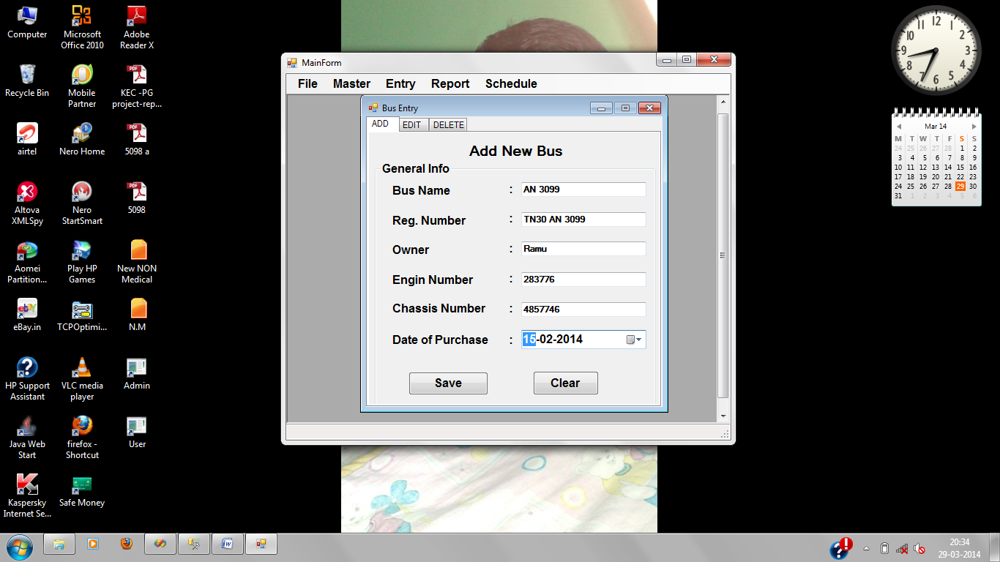 Computer
Microsoft
Office 2010
Adobe
Reader X
Recycle Bin
Mobile
Partner
KEC -PG
project-rep...
airtel
Nero Home
5098 a
Altova
XMLSpy
Nero
StartSmart
5098
Aomei
Partition...
Play HP
Games
New NON
Medical
eBay.in
TCPOptimi...
N.M
HP Support
Assistant
VLC media
player
Admin
Java Web
Start
firefox -
Shortcut
User
Kaspersky
Internet Se...
Safe Money
MainForm
File Master Entry Report Schedule
Bus Entry
ADD EDIT DELETE
Add New Bus
General Info
Bus Name : AN 3099
Reg. Number : TN30 AN 3099
Owner : Ramu
Engin Number : 283776
Chassis Number : 4857746
Date of Purchase : 15-02-2014
Save Clear
12
1
2
3
4
5
6
7
8
9
10
11
Mar 14
M T W T F S S
24 25 26 27 28 1 2
3 4 5 6 7 8 9
10 11 12 13 14 15 16
17 18 19 20 21 22 23
24 25 26 27 28 29 30
31 1 2 3 4 5 6
20:34
29-03-2014